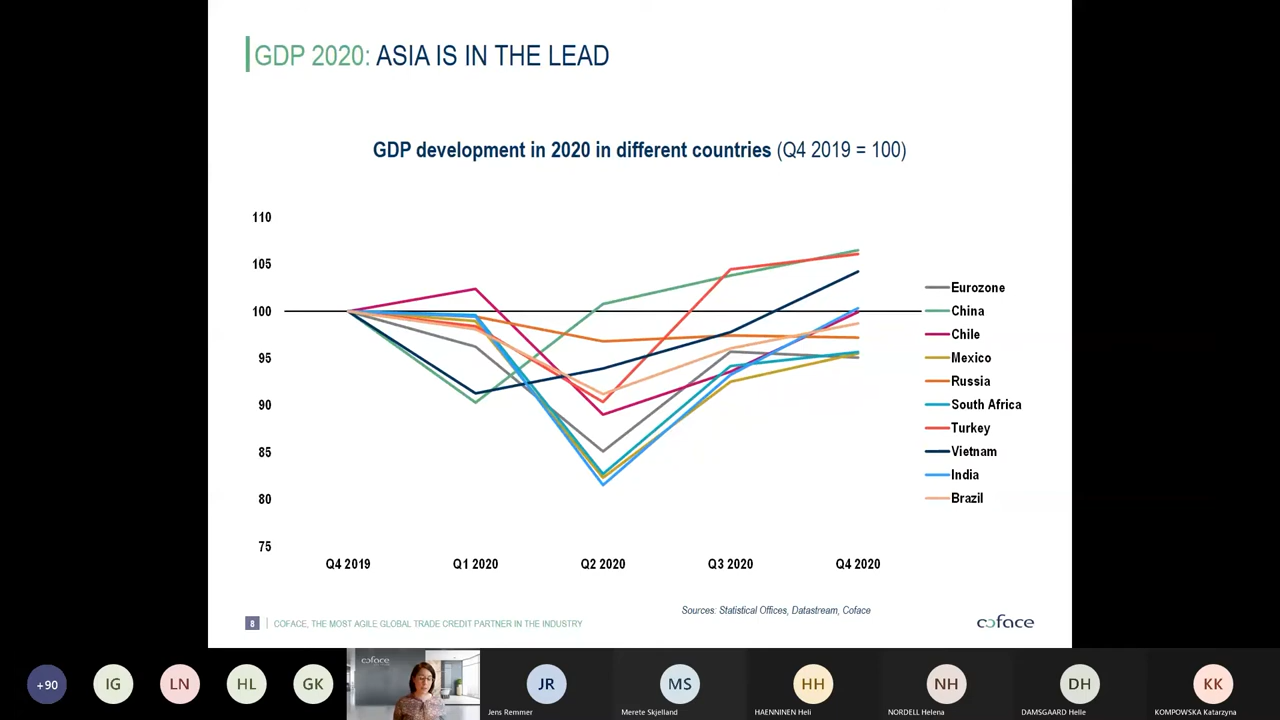 GDP 2020: ASIA IS IN THE LEAD
GDP development in 2020 in different countries (Q4 2019 = 100)
110
105
100
95
90
85
80
75
Q4 2019
Q1 2020
Q2 2020
Q3 2020
Q4 2020
Eurozone
China
Chile
Mexico
Russia
South Africa
Turkey
Vietnam
India
Brazil
Sources: Statistical Offices, Datastream, Coface
8
COFACE, THE MOST AGILE GLOBAL TRADE CREDIT PARTNER IN THE INDUSTRY
coface
+90
IG
LN
HL
GK
coface
JR
Jens Remmer
MS
Merete Skjelland
HH
HAENNINEN Heli
NH
NORDELL Helena
DH
DAMSGAARD Helle
KK
KOMPOWSKA Katarzyna